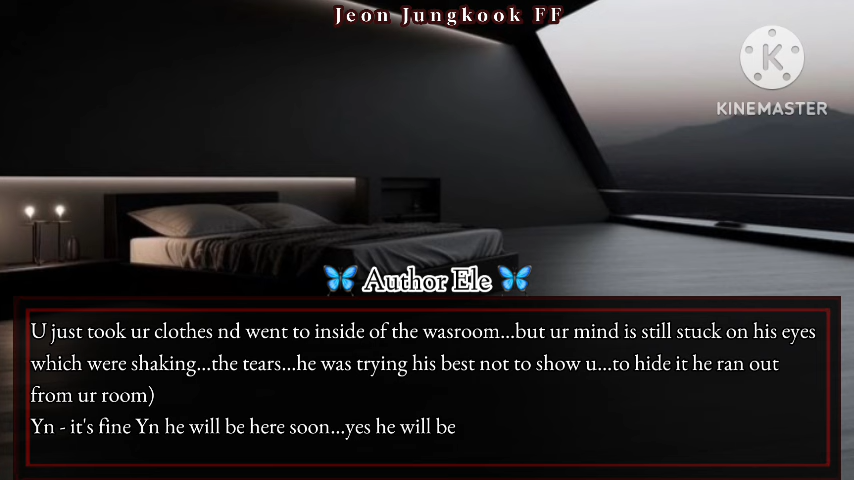 Jeon Jungkook FF
K
KINEMASTER
🦋 Author Ele 🦋
U just took ur clothes nd went to inside of the wasroom...but ur mind is still stuck on his eyes
which were shaking...the tears...he was trying his best not to show u...to hide it he ran out
from ur room)
Yn - it's fine Yn he will be here soon...yes he will be